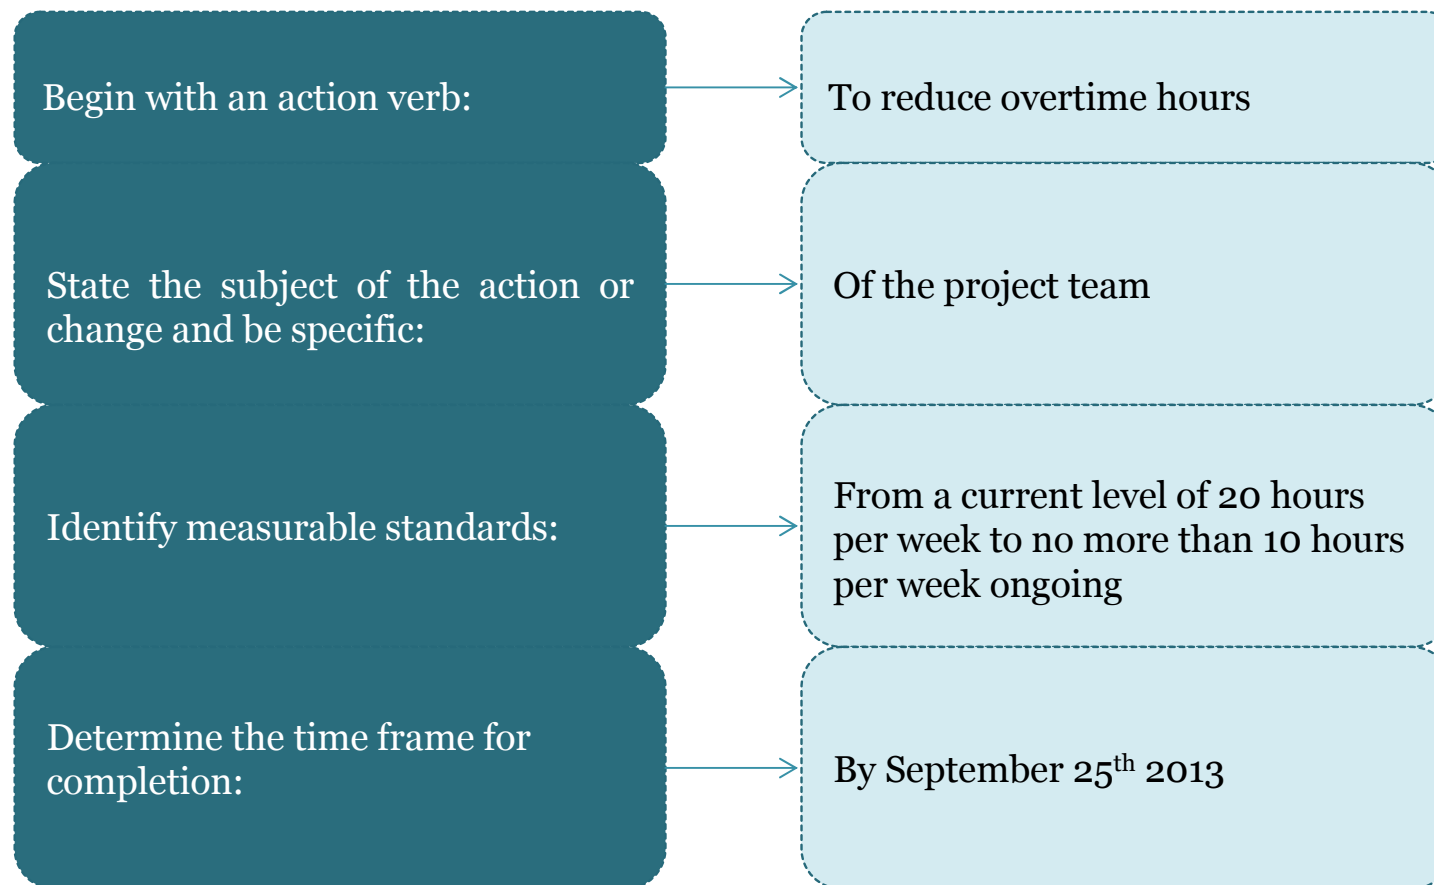 Begin with an action verb:
To reduce overtime hours
State the subject of the action or
change and be specific:
Of the project team
Identify measurable standards:
From a current level of 20 hours
per week to no more than 10 hours
per week ongoing
Determine the time frame for
completion:
By September 25th 2013